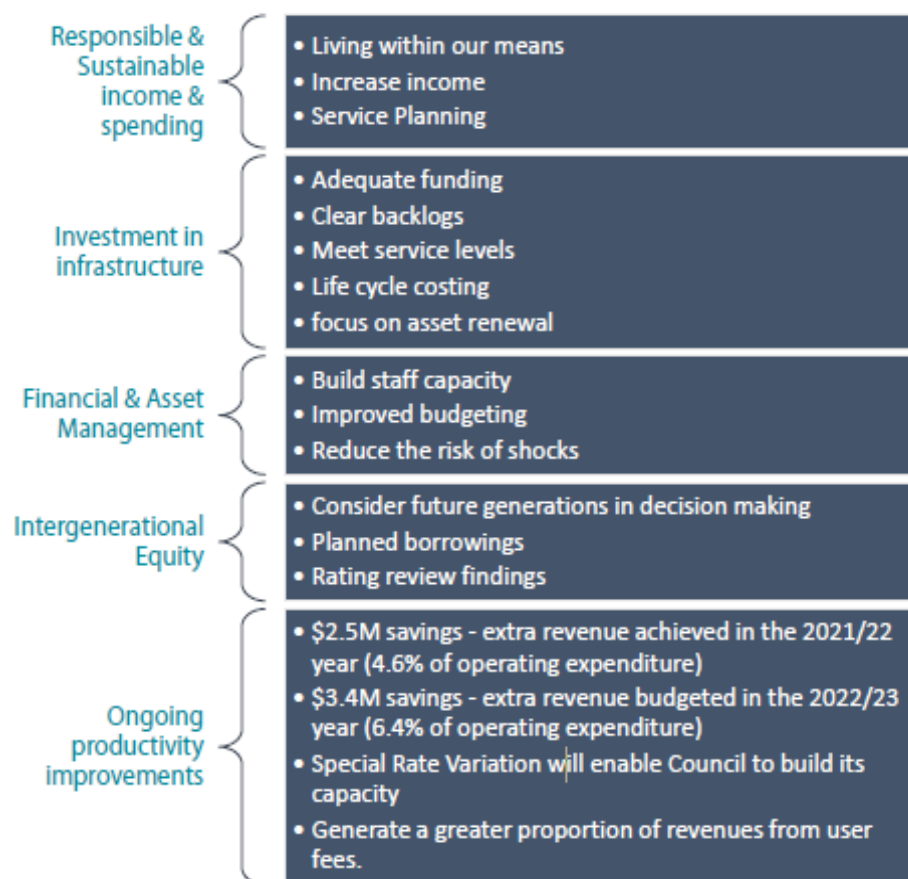 Responsible &
Sustainable
income &
spending
• Living within our means
• Increase income
• Service Planning
Investment in
infrastructure
• Adequate funding
• Clear backlogs
• Meet service levels
• Life cycle costing
• focus on asset renewal
Financial & Asset
Management
• Build staff capacity
• Improved budgeting
• Reduce the risk of shocks
Intergenerational
Equity
• Consider future generations in decision making
• Planned borrowings
• Rating review findings
Ongoing
productivity
improvements
• $2.5M savings - extra revenue achieved in the 2021/22
year (4.6% of operating expenditure)
• $3.4M savings - extra revenue budgeted in the 2022/23
year (6.4% of operating expenditure)
• Special Rate Variation will enable Council to build its
capacity
• Generate a greater proportion of revenues from user
fees.